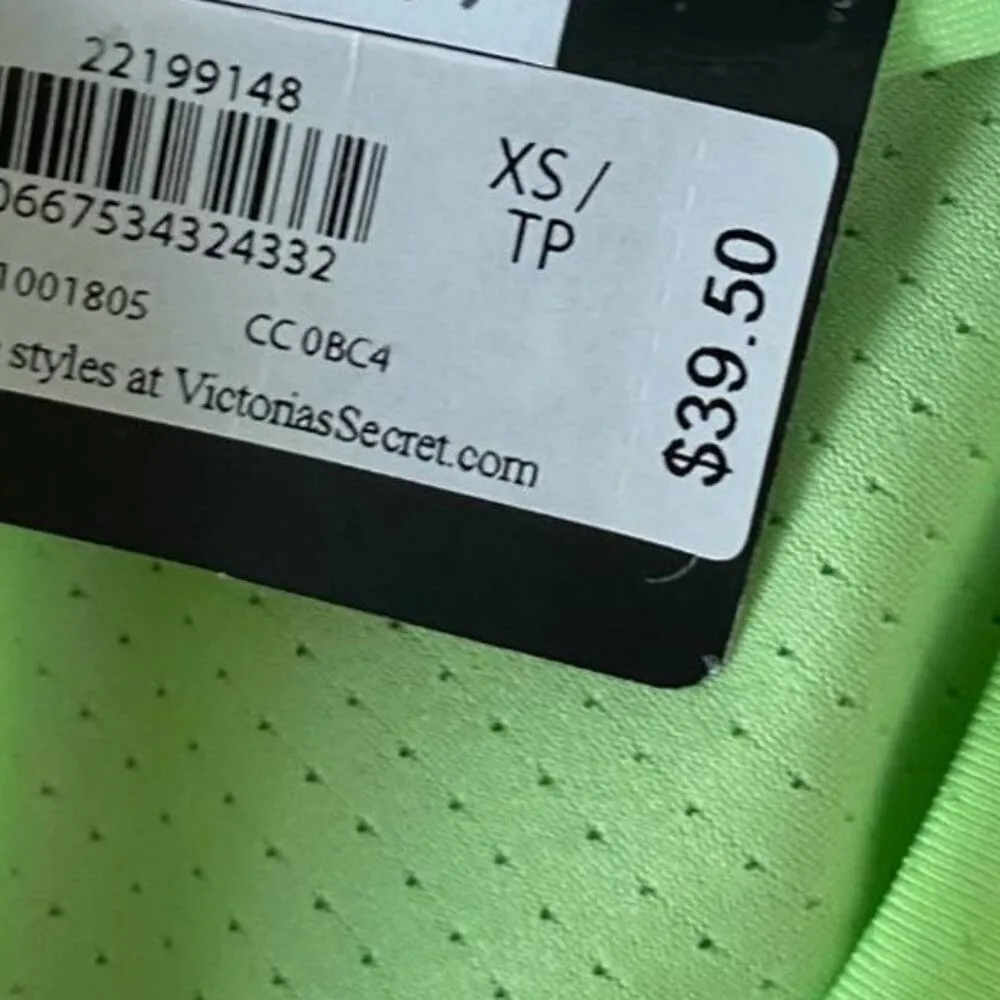 22199148
0667534324332
1001805
CC 0BC4
styles at VictoriasSecret.com
XS /
TP
$39.50